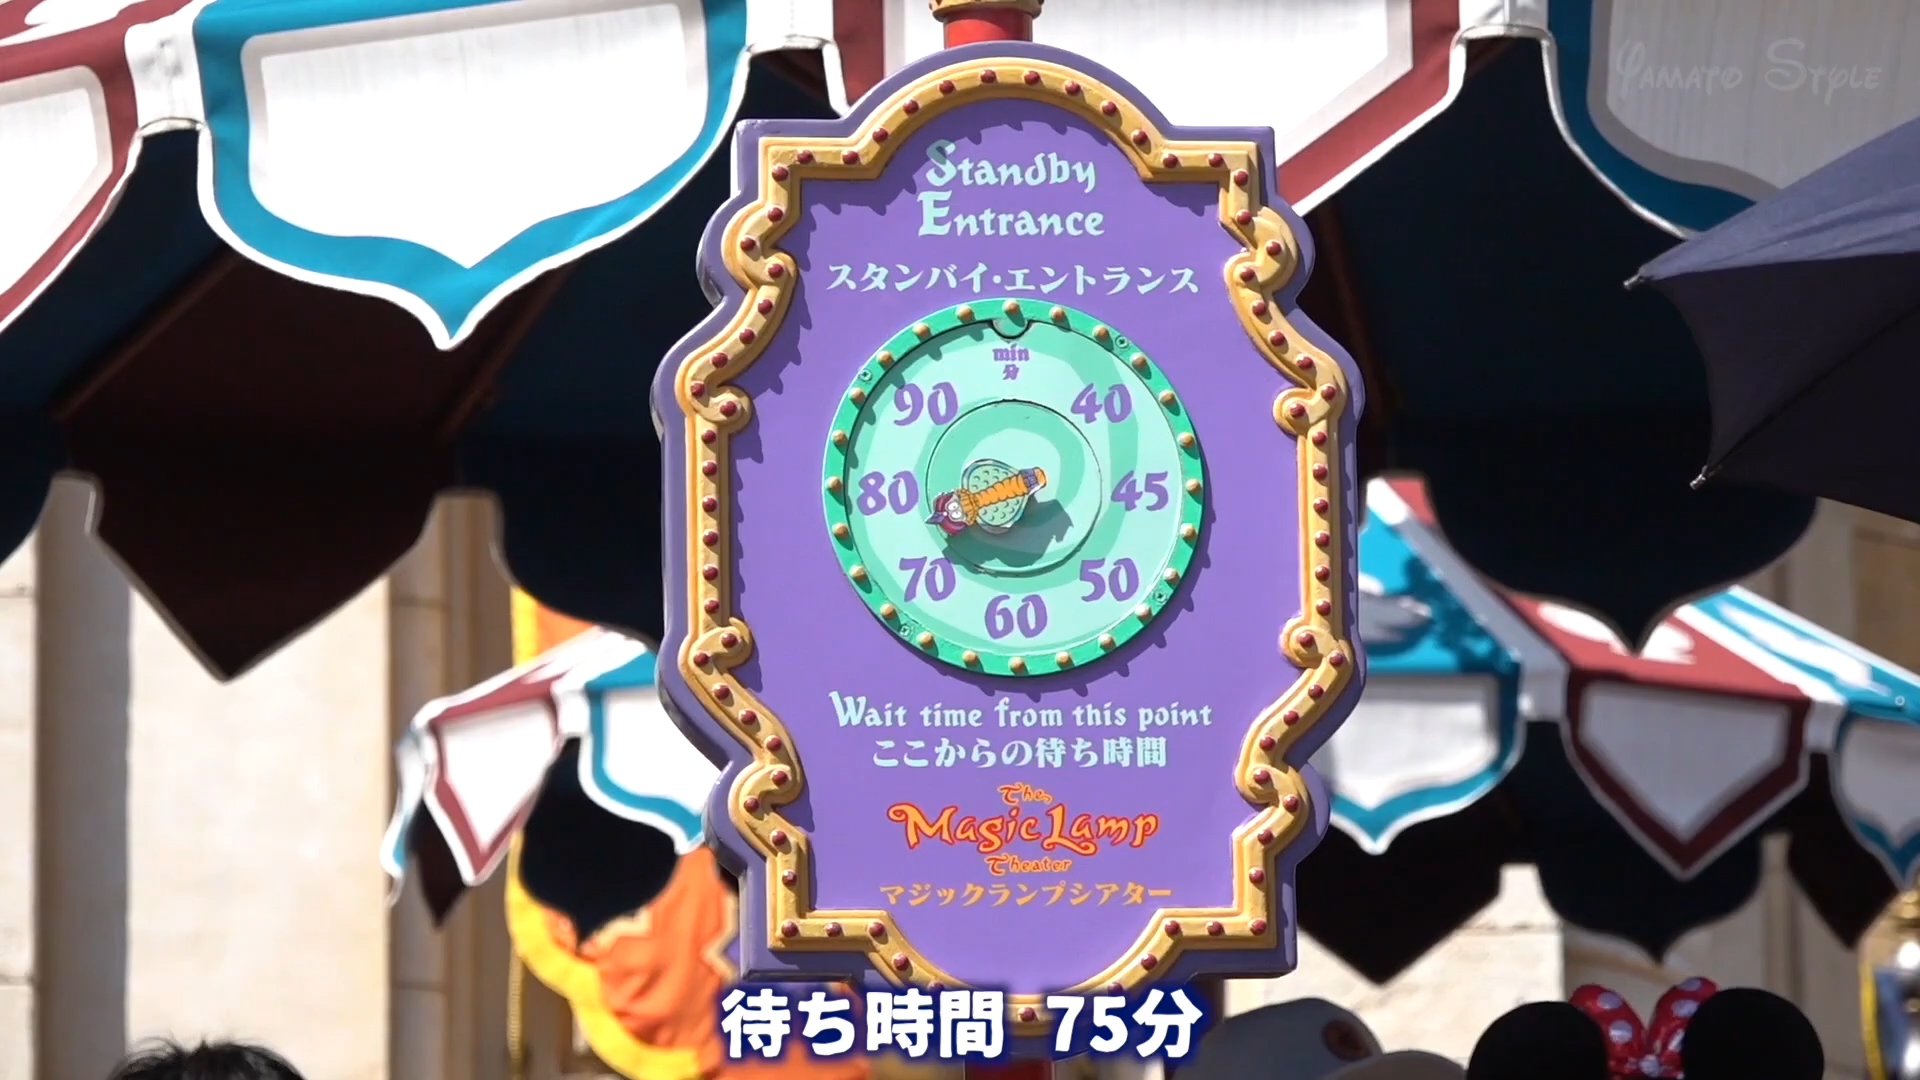 Yamato Style
Standby
Entrance
スタンバイ・エントランス
min
分
90 40
80 45
70 50
60
Wait time from this point
ここからの待ち時間
The
Magic Lamp
Theater
マジックランプシアター
待ち時間 75分